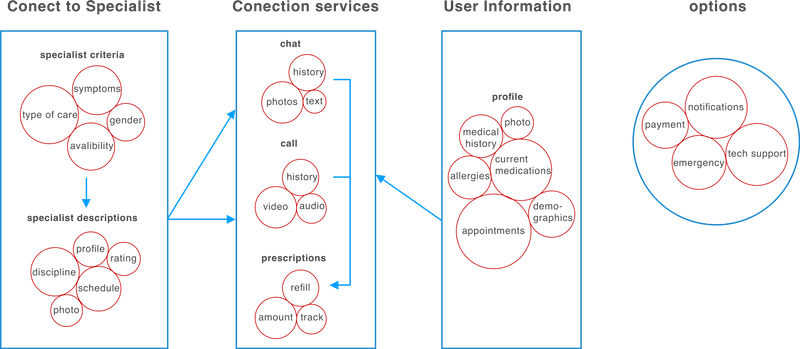 Conect to Specialist
specialist criteria
symptoms
type of care
gender
avalibility
specialist descriptions
profile
rating
discipline
schedule
photo
Conection services
chat
history
photos
text
call
history
video
audio
prescriptions
refill
amount
track
User Information
profile
photo
medical
history
current
medications
allergies
demo-
graphics
appointments
options
notifications
payment
tech support
emergency